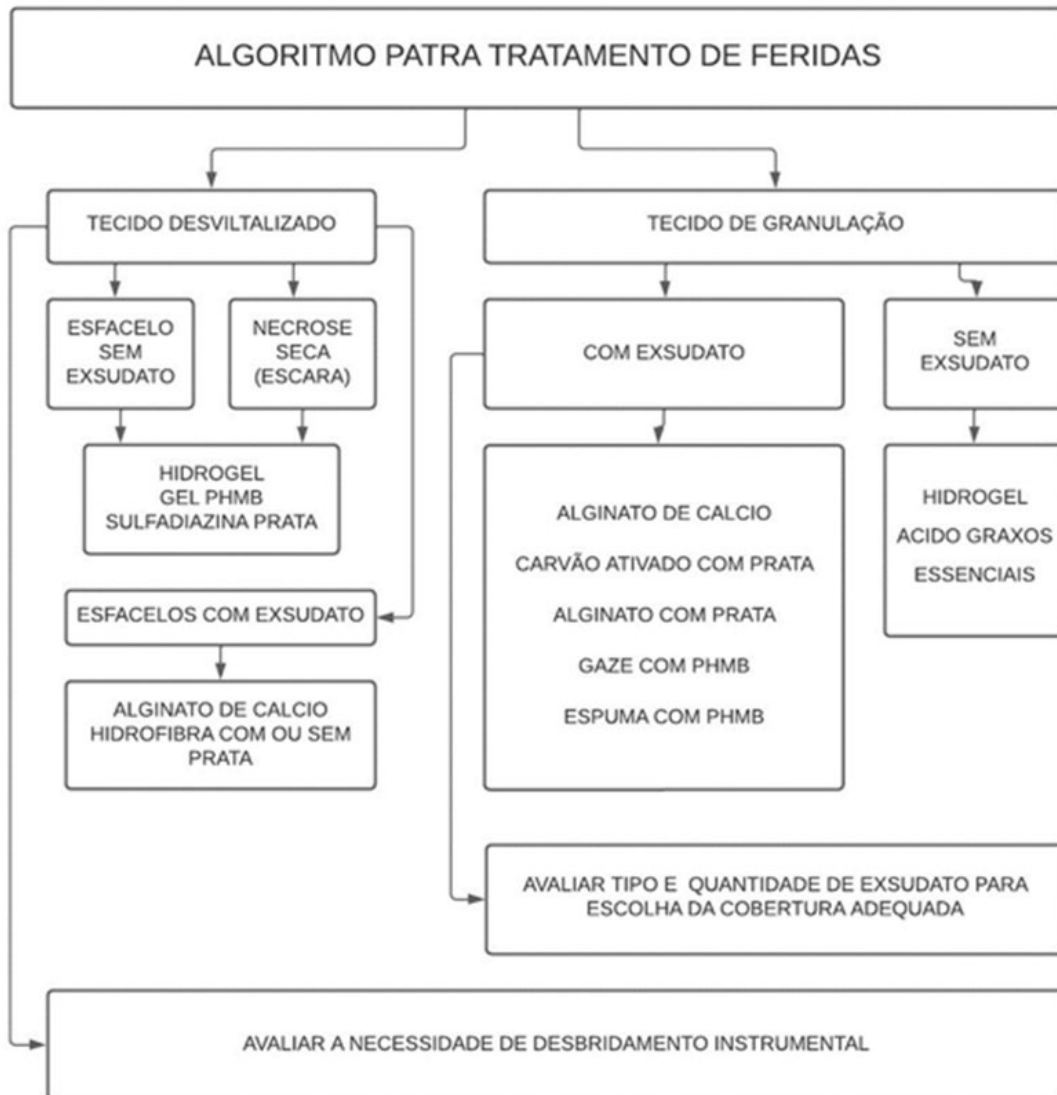 ALGORITMO PATRA TRATAMENTO DE FERIDAS
TECIDO DESVILTALIZADO
TECIDO DE GRANULAÇÃO
ESFACELO
SEM
EXSUDATO
NECROSE
SECA
(ESCARA)
COM EXSUDATO
SEM
EXSUDATO
HIDROGEL
GEL PHMB
SULFADIAZINA PRATA
ALGINATO DE CALCIO
CARVÃO ATIVADO COM PRATA
ALGINATO COM PRATA
GAZE COM PHMB
ESPUMA COM PHMB
HIDROGEL
ACIDO GRAXOS
ESSENCIAIS
ESFACELOS COM EXSUDATO
ALGINATO DE CALCIO
HIDROFIBRA COM OU SEM
PRATA
AVALIAR TIPO E QUANTIDADE DE EXSUDATO PARA
ESCOLHA DA COBERTURA ADEQUADA
AVALIAR A NECESSIDADE DE DESBRIDAMENTO INSTRUMENTAL